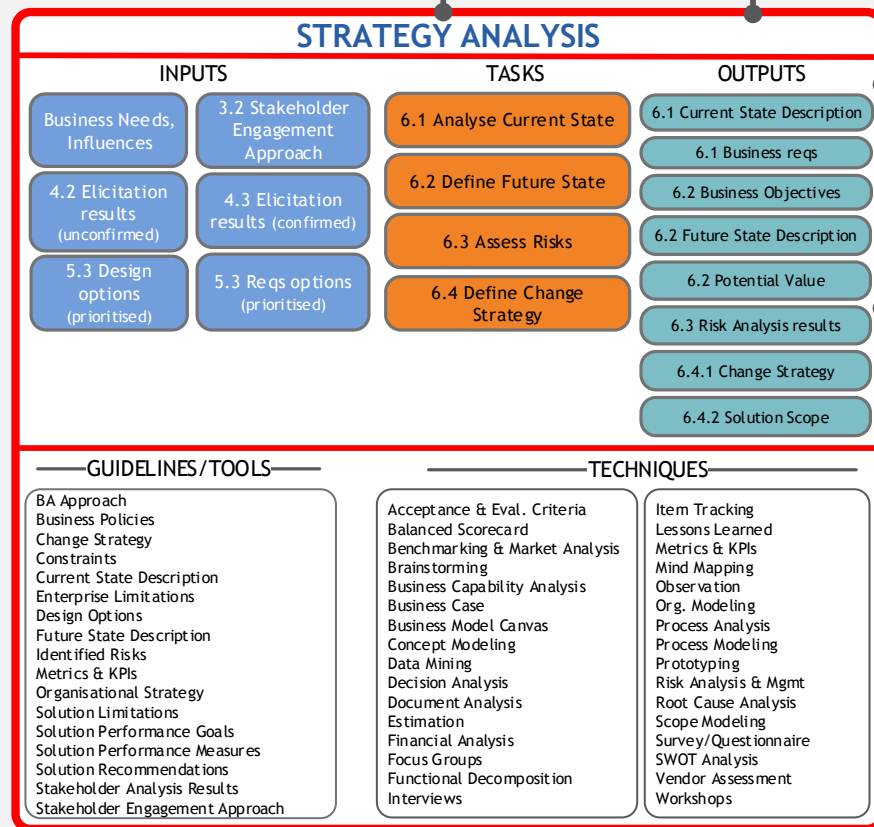 STRATEGY ANALYSIS
INPUTS
Business Needs,
Influences
3.2 Stakeholder
Engagement
Approach
4.2 Elicitation
results
(unconfirmed)
4.3 Elicitation
results (confirmed)
5.3 Design
options
(prioritised)
5.3 Reqs options
(prioritised)
TASKS
6.1 Analyse Current State
6.2 Define Future State
6.3 Assess Risks
6.4 Define Change
Strategy
OUTPUTS
6.1 Current State Description
6.1 Business reqs
6.2 Business Objectives
6.2 Future State Description
6.2 Potential Value
6.3 Risk Analysis results
6.4.1 Change Strategy
6.4.2 Solution Scope
GUIDELINES/TOOLS
BA Approach
Business Policies
Change Strategy
Constraints
Current State Description
Enterprise Limitations
Design Options
Future State Description
Identified Risks
Metrics & KPIs
Organisational Strategy
Solution Limitations
Solution Performance Goals
Solution Performance Measures
Solution Recommendations
Stakeholder Analysis Results
Stakeholder Engagement Approach
TECHNIQUES
Acceptance & Eval. Criteria
Balanced Scorecard
Benchmarking & Market Analysis
Brainstorming
Business Capability Analysis
Business Case
Business Model Canvas
Concept Modeling
Data Mining
Decision Analysis
Document Analysis
Estimation
Financial Analysis
Focus Groups
Functional Decomposition
Interviews
Item Tracking
Lessons Learned
Metrics & KPIs
Mind Mapping
Observation
Org. Modeling
Process Analysis
Process Modeling
Prototyping
Risk Analysis & Mgmt
Root Cause Analysis
Scope Modeling
Survey/Questionnaire
SWOT Analysis
Vendor Assessment
Workshops